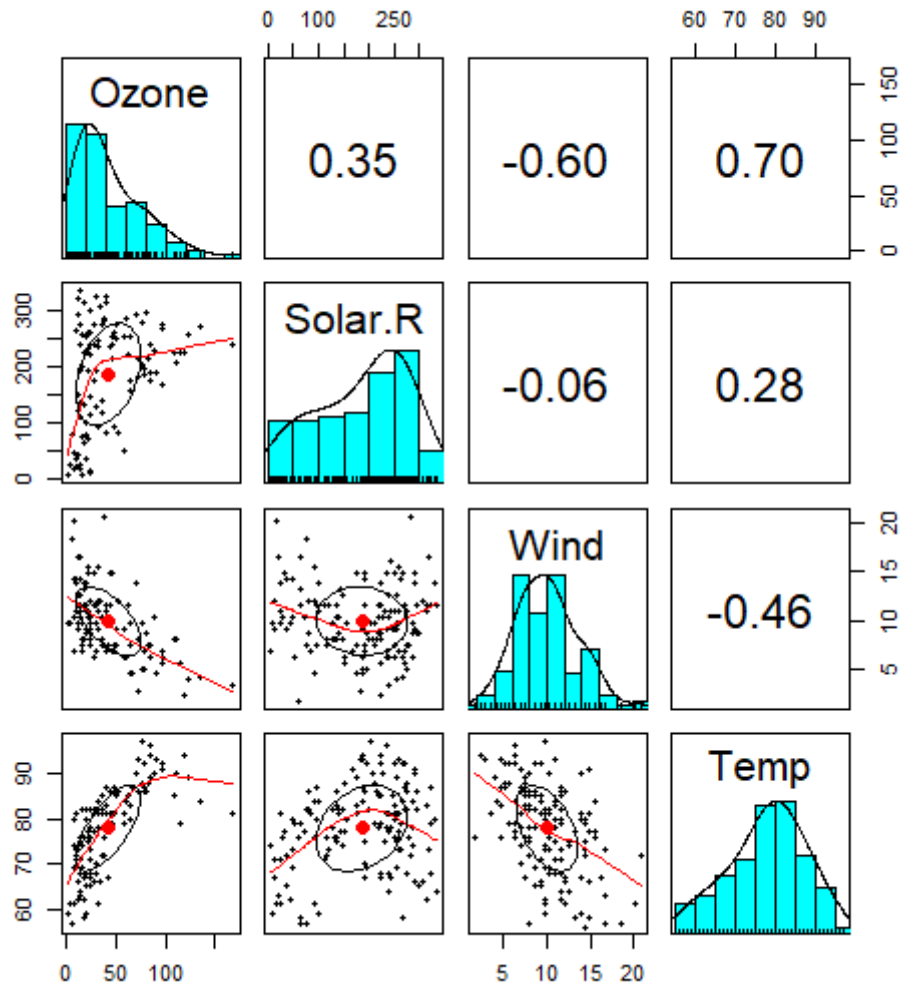 0 100 250 60 70 80 90
Ozone 0.35 -0.60 0.70
0 50 100 150
0 100 200 300
Solar.R -0.06 0.28
Wind -0.46
5 10 15 20
60 70 80 90
Temp
0 50 100 5 10 15 20